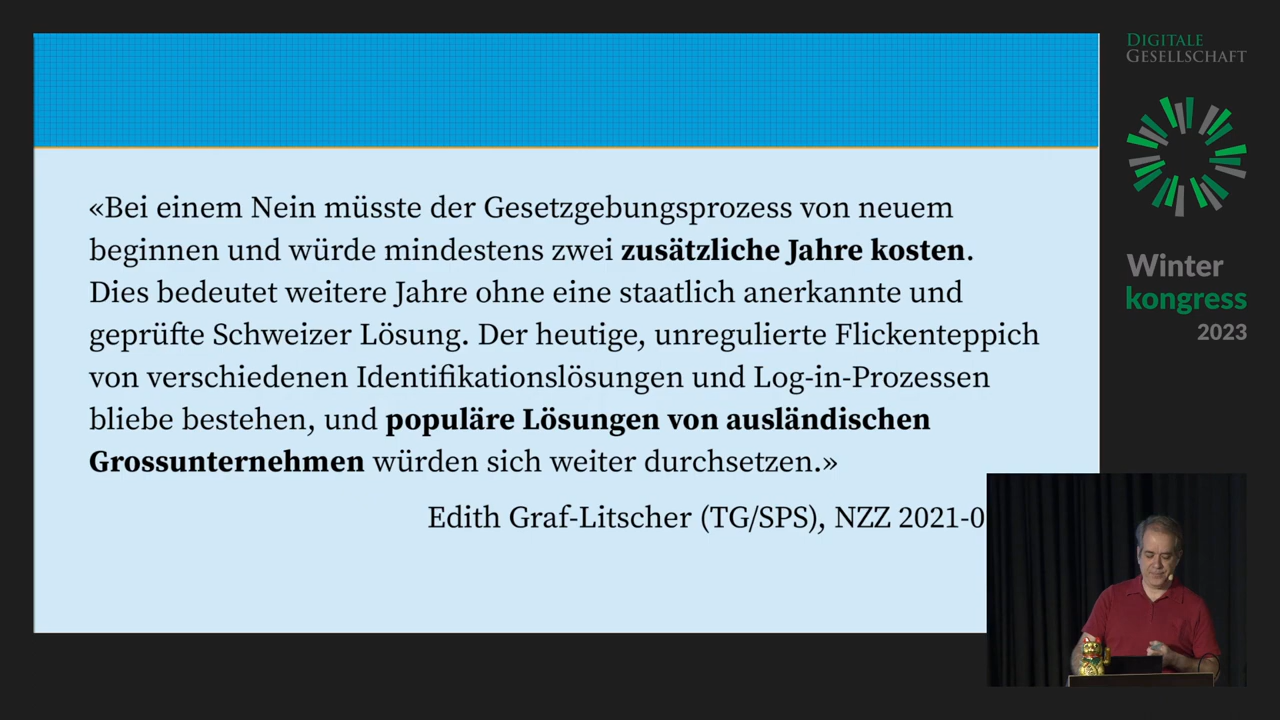 «Bei einem Nein müsste der Gesetzgebungsprozess von neuem
beginnen und würde mindestens zwei zusätzliche Jahre kosten.
Dies bedeutet weitere Jahre ohne eine staatlich anerkannte und
geprüfte Schweizer Lösung. Der heutige, unregulierte Flickenteppich
von verschiedenen Identifikationslösungen und Log-in-Prozessen
bliebe bestehen, und populäre Lösungen von ausländischen
Grossunternehmen würden sich weiter durchsetzen.»
Edith Graf-Litscher (TG/SPS), NZZ 2021-0
DIGITALE
GESELLSCHAFT
Winter
kongress
2023